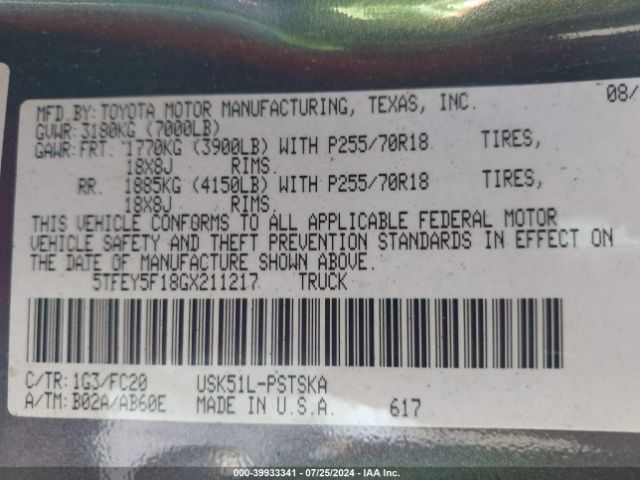 MFD.BY:TOYOTA MOTOR MANUFACTURING, TEXAS, INC. 08/
GVWR:3180KG (7000LB)
GAWR:FRT. 1770KG (3900LB) WITH P255/70R18 TIRES,
18X8J RIMS.
RR. 1885KG (4150LB) WITH P255/70R18 TIRES,
18X8J RIMS.
THIS VEHICLE CONFORMS TO ALL APPLICABLE FEDERAL MOTOR
VEHICLE SAFETY AND THEFT PREVENTION STANDARDS IN EFFECT ON
THE DATE OF MANUFACTURE SHOWN ABOVE.
5TFEY5F18GX211217 TRUCK
C/TR:1G3/FC20 USK51L-PSTSKA
A/TM:B02A/AB60E MADE IN U.S.A. 617
000-39933341 / 07/25/2024 - IAA Inc.